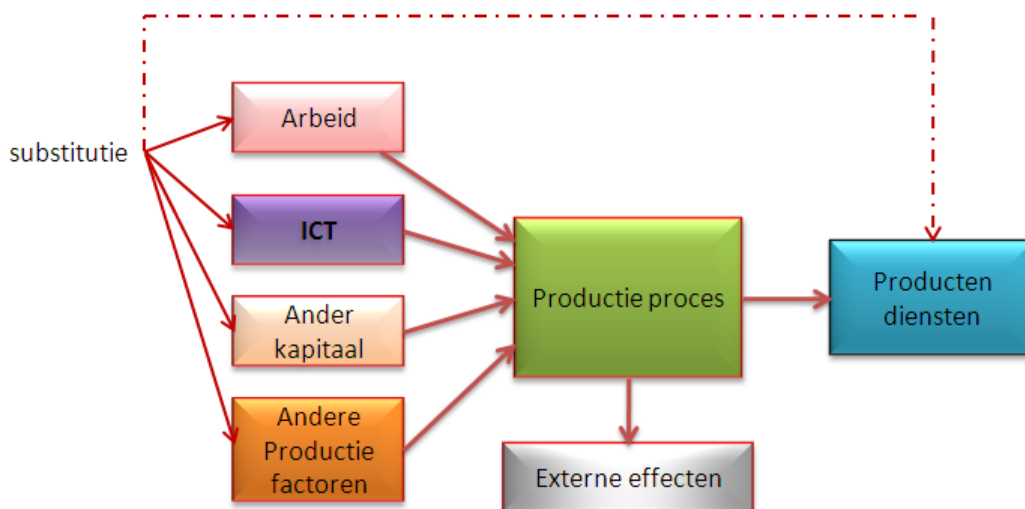 substitutie
Arbeid
ICT
Ander
kapitaal
Andere
Productie
factoren
Productie proces
Externe effecten
Producten
diensten